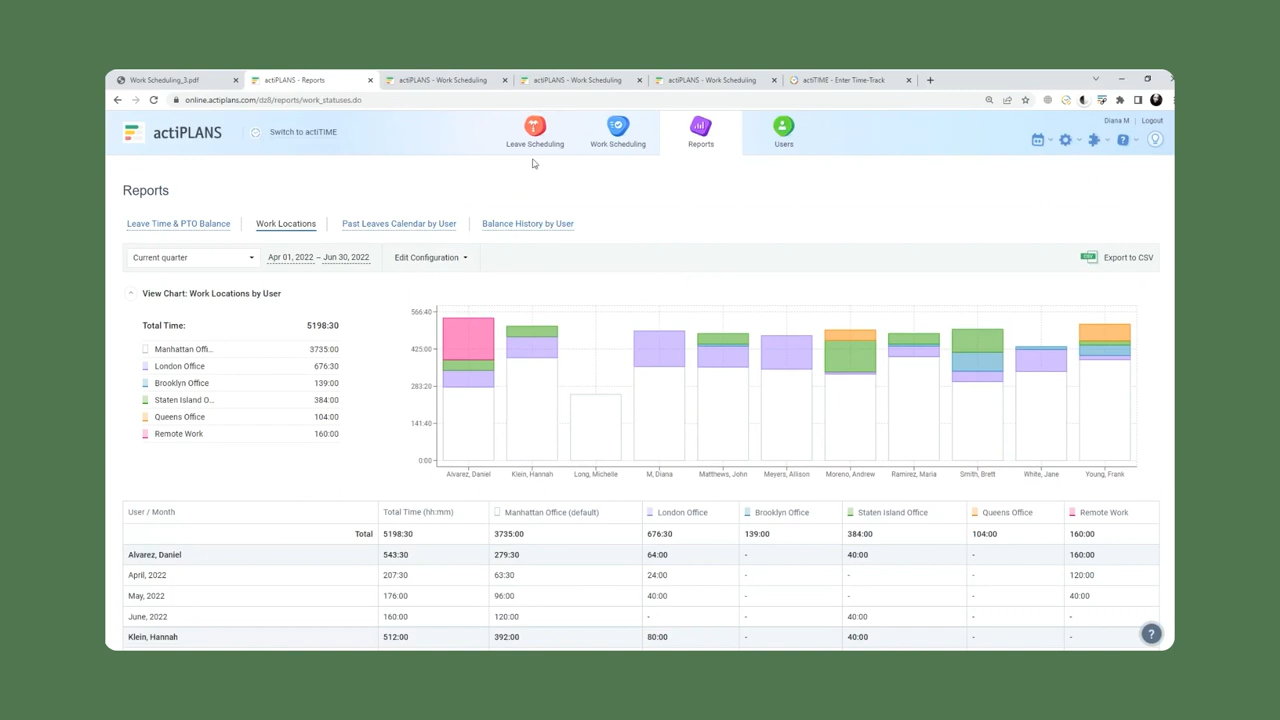 Work Scheduling_3.pdf
actiPLANS - Reports
actiPLANS - Work Scheduling
actiPLANS - Work Scheduling
actiPLANS - Work Scheduling
actiTIME - Enter Time-Track
online.actiplans.com/dz8/reports/work_statuses.do
actiPLANS
Switch to actiTIME
Leave Scheduling
Work Scheduling
Reports
Users
Diana M
Logout
Reports
Leave Time & PTO Balance
Work Locations
Past Leaves Calendar by User
Balance History by User
Current quarter
Apr 01, 2022 – Jun 30, 2022
Edit Configuration
CSV
Export to CSV
View Chart: Work Locations by User
Total Time: 5198:30
Manhattan Offi... 3735:00
London Office 676:30
Brooklyn Office 139:00
Staten Island O... 384:00
Queens Office 104:00
Remote Work 160:00
566:40
425:00
283:20
141:40
0:00
Alvarez, Daniel Klein, Hannah Long, Michelle M, Diana Matthews, John Meyers, Allison Moreno, Andrew Ramirez, Maria Smith, Brett White, Jane Young, Frank
User / Month Total Time (hh:mm) Manhattan Office (default) London Office Brooklyn Office Staten Island Office Queens Office Remote Work
Total 5198:30 3735:00 676:30 139:00 384:00 104:00 160:00
Alvarez, Daniel 543:30 279:30 64:00 - 40:00 - 160:00
April, 2022 207:30 63:30 24:00 - - - 120:00
May, 2022 176:00 96:00 40:00 - - - 40:00
June, 2022 160:00 120:00 - - 40:00 - -
Klein, Hannah 512:00 392:00 80:00 - 40:00 - -
?